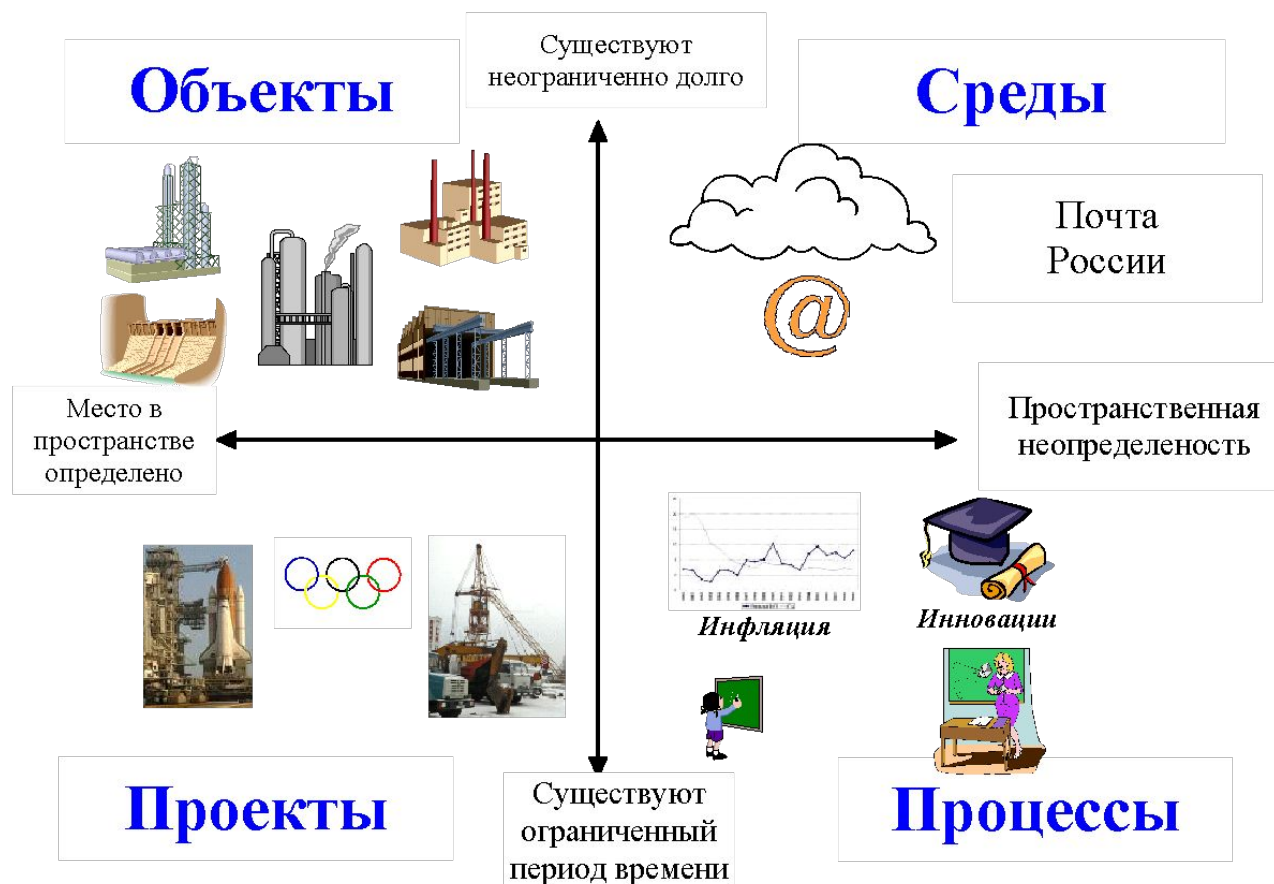 Существуют
неограниченно долго
Объекты
Среды
Почта
России
@
Место в
пространстве
определено
Пространственная
неопределеность
Инфляция
Инновации
Проекты
Существуют
ограниченный
период времени
Процессы